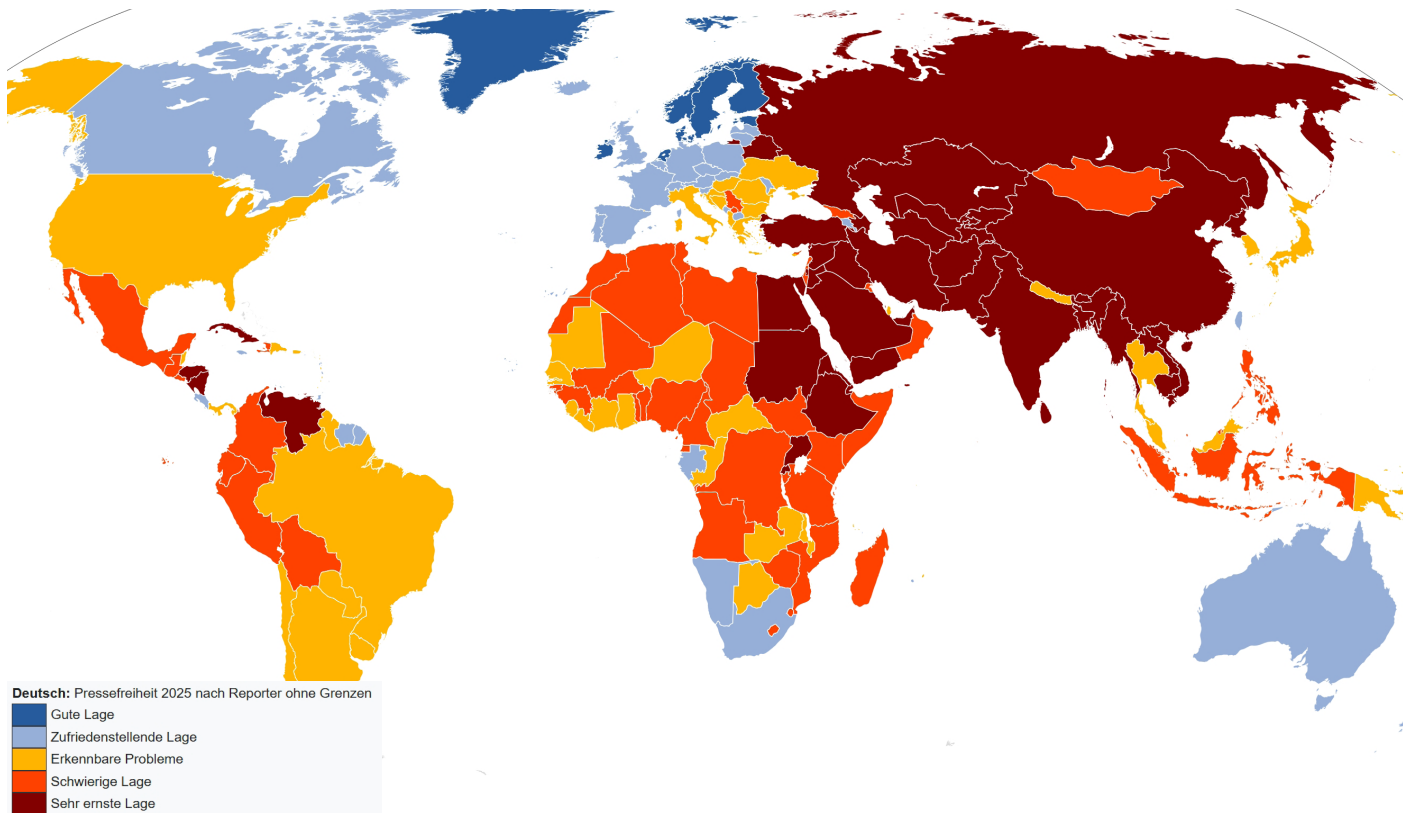 Deutsch: Pressefreiheit 2025 nach Reporter ohne Grenzen
Gute Lage
Zufriedenstellende Lage
Erkennbare Probleme
Schwierige Lage
Sehr ernste Lage